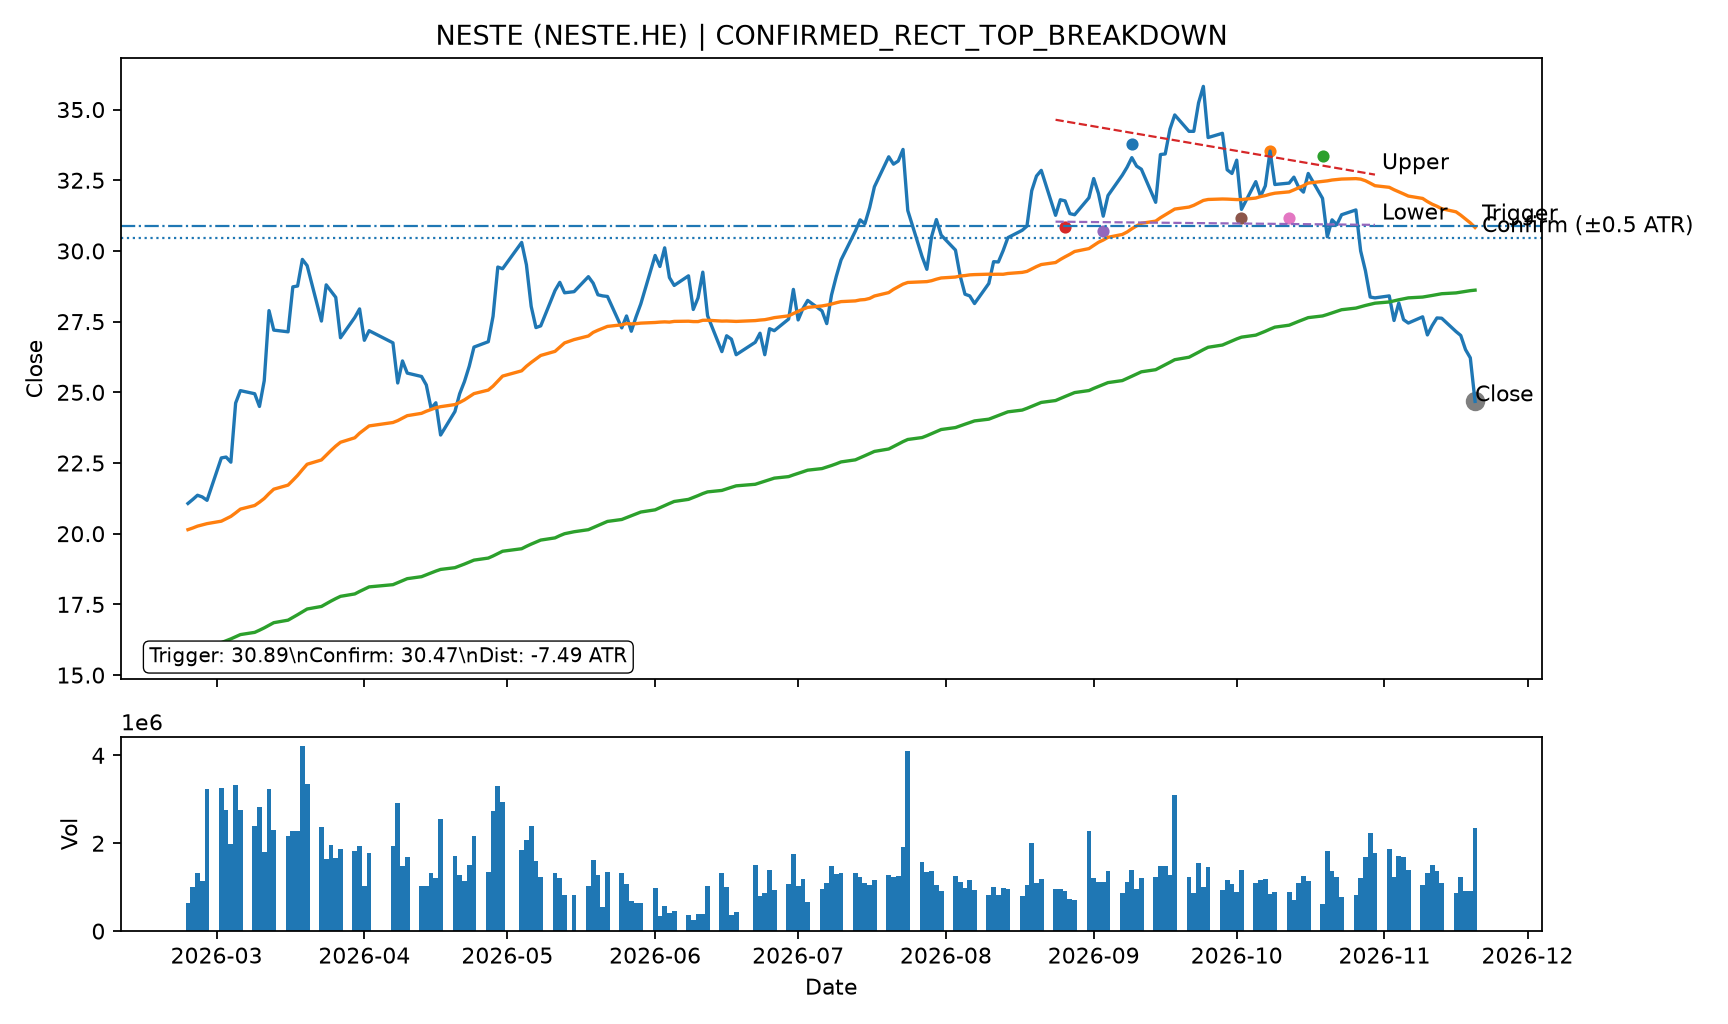 NESTE (NESTE.HE) | CONFIRMED_RECT_TOP_BREAKDOWN
Close
35.0
32.5
30.0
27.5
25.0
22.5
20.0
17.5
15.0
Upper
Lower
Trigger
Confirm (±0.5 ATR)
Close
Trigger: 30.89\nConfirm: 30.47\nDist: -7.49 ATR
1e6
Vol
4
2
0
2026-03 2026-04 2026-05 2026-06 2026-07 2026-08 2026-09 2026-10 2026-11 2026-12
Date